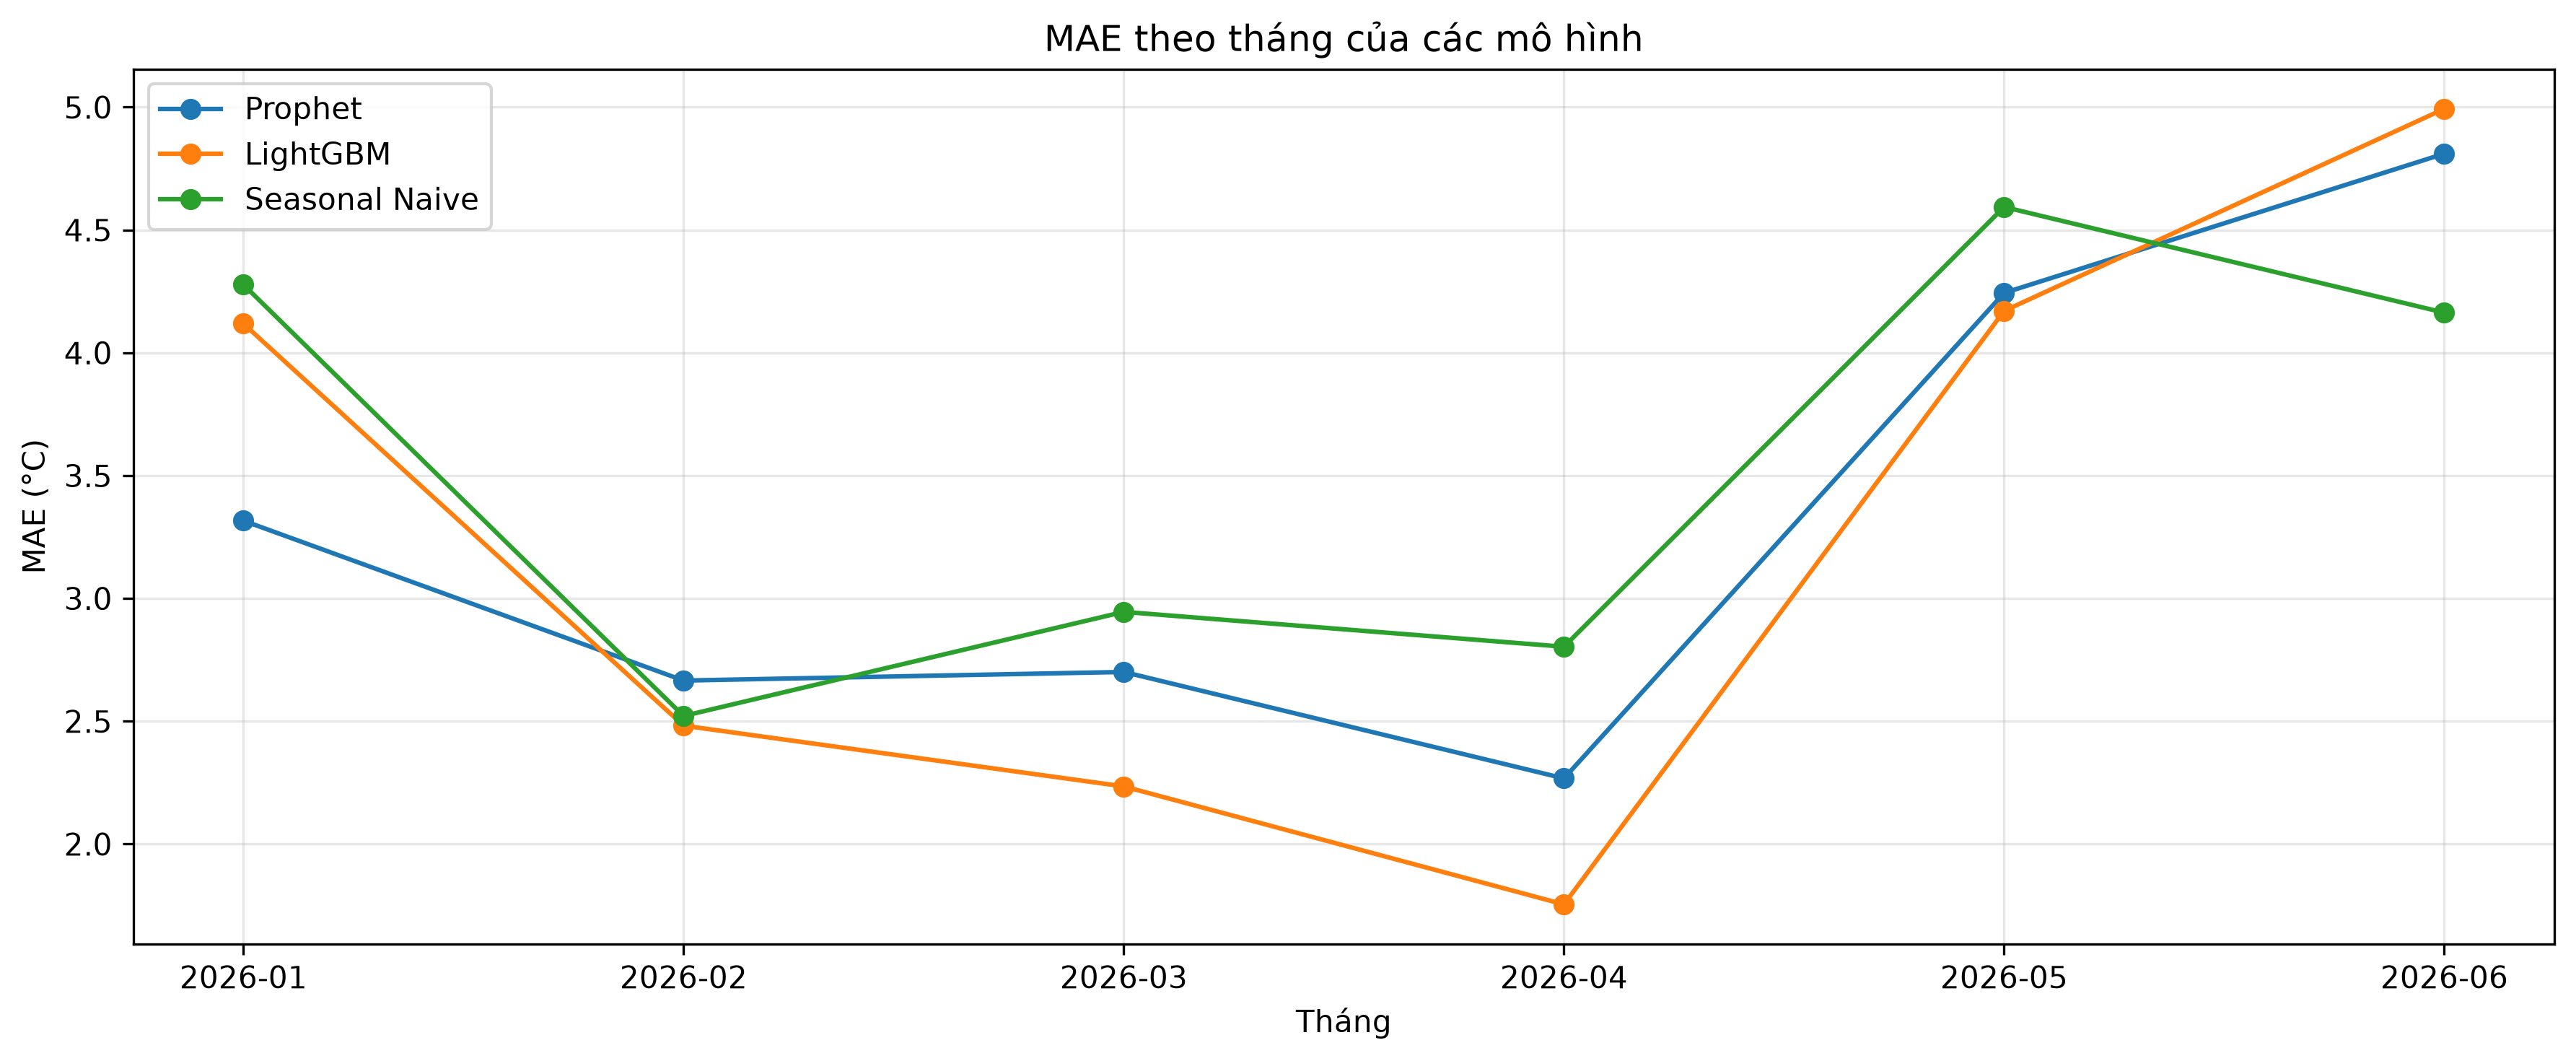 MAE theo tháng của các mô hình
Prophet
LightGBM
Seasonal Naive
MAE (°C)
5.0
4.5
4.0
3.5
3.0
2.5
2.0
2026-01 2026-02 2026-03 2026-04 2026-05 2026-06
Tháng